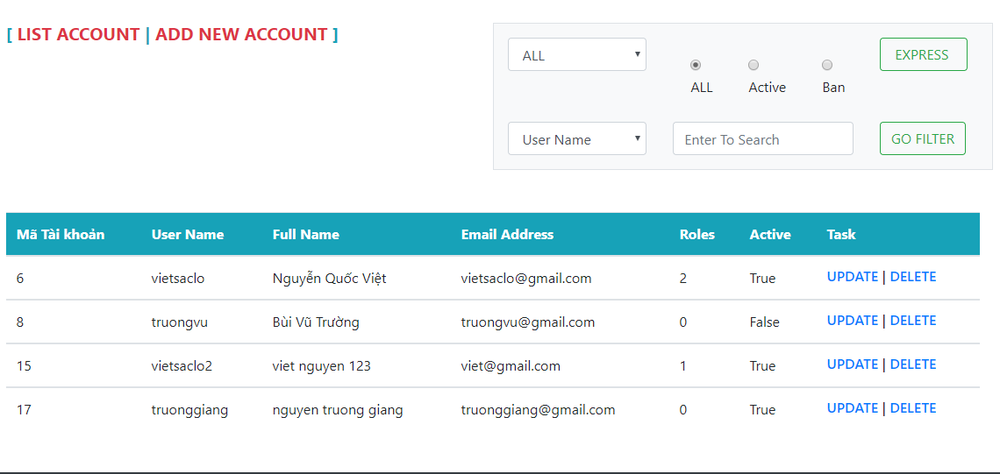 [ LIST ACCOUNT | ADD NEW ACCOUNT ]
ALL
ALL Active Ban
EXPRESS
User Name
Enter To Search
GO FILTER
Mã Tài khoản User Name Full Name Email Address Roles Active Task
6 vietsaclo Nguyễn Quốc Việt vietsaclo@gmail.com 2 True UPDATE | DELETE
8 truongvu Bùi Vũ Trường truongvu@gmail.com 0 False UPDATE | DELETE
15 vietsaclo2 viet nguyen 123 viet@gmail.com 1 True UPDATE | DELETE
17 truonggiang nguyen truong giang truonggiang@gmail.com 0 True UPDATE | DELETE